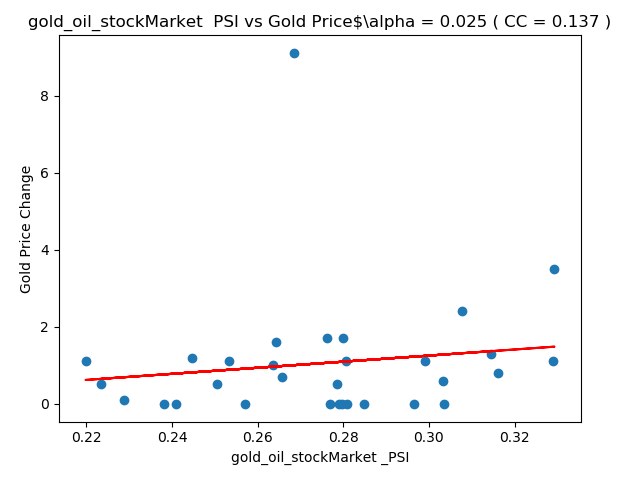 gold_oil_stockMarket  PSI vs Gold Price$\alpha = 0.025 ( CC = 0.137 )
Gold Price Change
8
6
4
2
0
0.22 0.24 0.26 0.28 0.30 0.32
gold_oil_stockMarket _PSI